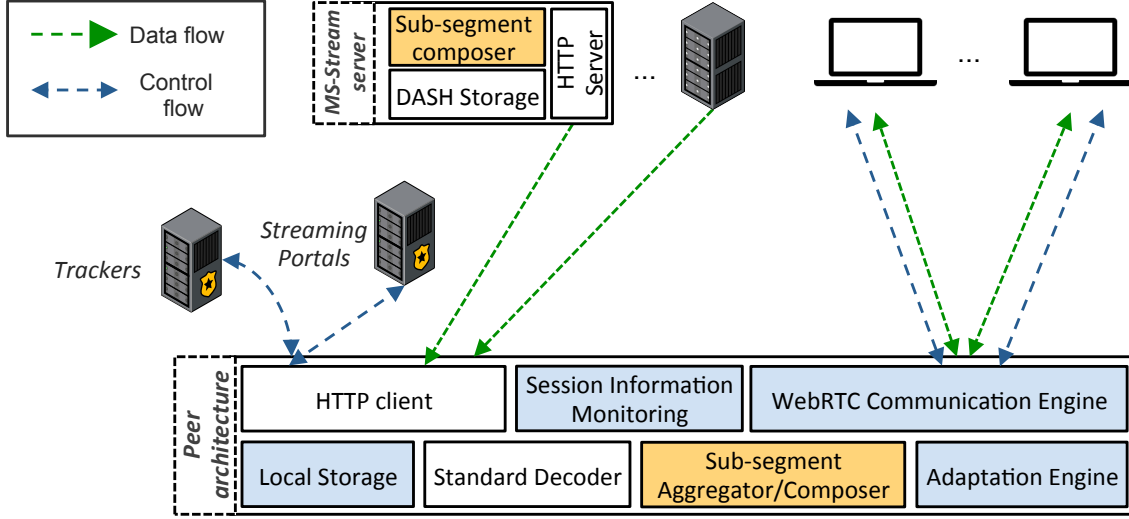 Data flow
Control
flow
MS-Stream
server
Sub-segment
composer
DASH Storage
HTTP
Server
...
...
Trackers
Streaming
Portals
Peer
architecture
HTTP client
Session Information
Monitoring
WebRTC Communication Engine
Local Storage
Standard Decoder
Sub-segment
Aggregator/Composer
Adaptation Engine